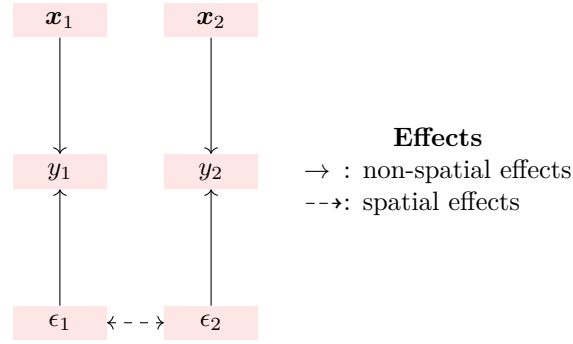 x₁ x₂
y₁ y₂
Effects
→ : non-spatial effects
⇢: spatial effects
ϵ₁ ϵ₂